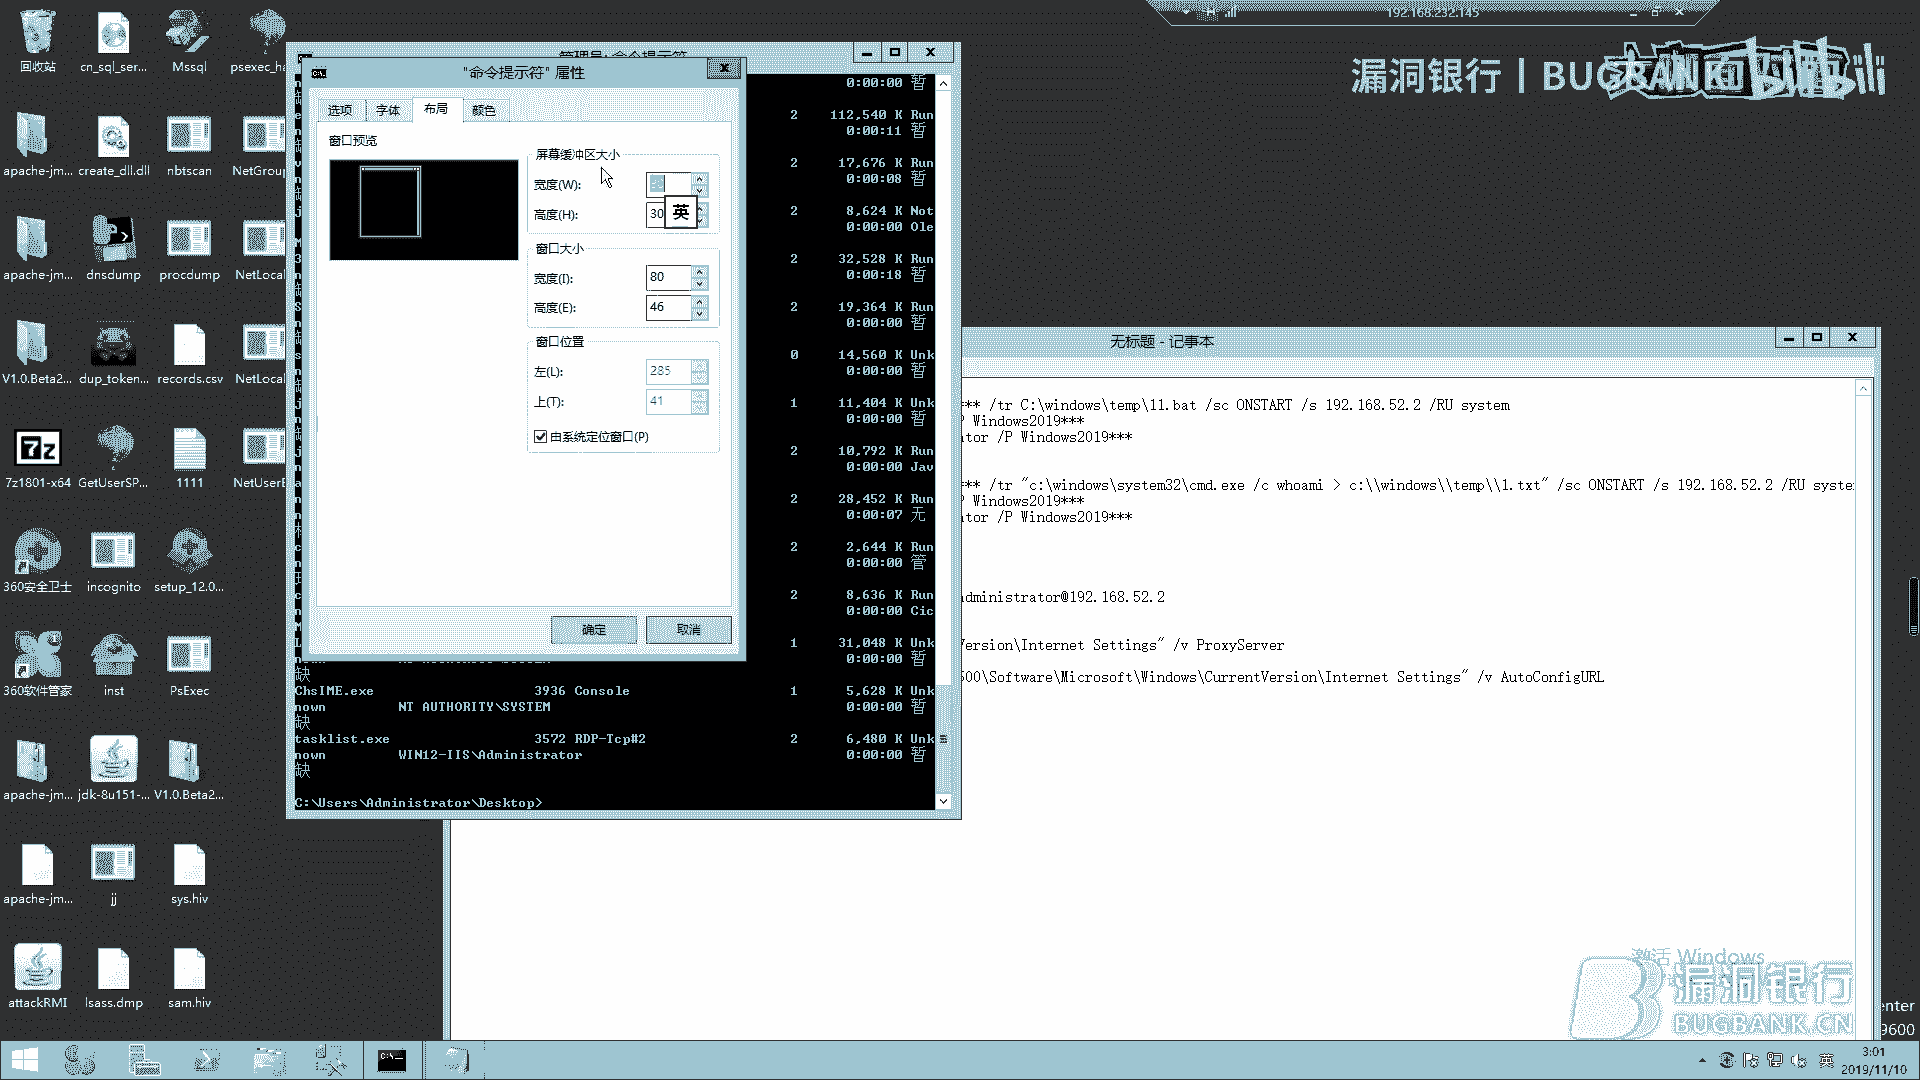 192.168.232.145
漏洞银行丨BUGBANK
bilibili
回收站
cn_sql_ser...
Mssql
psexec_ha
apache-jm...
create_dll.dll
nbtscan
NetGroup
apache-jm...
dnsdump
procdump
NetLocal
V1.0.Beta2...
dup_token...
records.csv
NetLocal
7z1801-x64
GetUserSP...
1111
NetUserE
360安全卫士
incognito
setup_12.0...
360软件管家
inst
PsExec
apache-jm...
jdk-8u151-...
V1.0.Beta2...
apache-jm...
jj
sys.hiv
attackRMI
lsass.dmp
sam.hiv
管理员: 命令提示符
"命令提示符" 属性
选项
字体
布局
颜色
窗口预览
屏幕缓冲区大小
宽度(W):
高度(H):
30
英
窗口大小
宽度(I):
80
高度(E):
46
窗口位置
左(L):
285
上(T):
41
由系统定位窗口(P)
确定
取消
0:00:00 暂
2 112,540 K Run
0:00:11 暂
2 17,676 K Run
0:00:08 暂
2 8,624 K Not
0:00:00 Ole
2 32,528 K Run
0:00:18 暂
2 19,364 K Run
0:00:00 暂
0 14,560 K Unk
0:00:00 暂
1 11,404 K Unk
0:00:00 暂
2 10,792 K Run
0:00:00 Jav
2 28,452 K Run
0:00:07 无
2 2,644 K Run
0:00:00 管
2 8,636 K Run
0:00:00 Cic
1 31,048 K Unk
0:00:00 暂
缺
ChsIME.exe 3936 Console 1 5,628 K Unk
nown NT AUTHORITY\SYSTEM 0:00:00 暂
缺
tasklist.exe 3572 RDP-Tcp#2 2 6,480 K Unk
nown WIN12-IIS\Administrator 0:00:00 暂
缺
C:\Users\Administrator\Desktop>
无标题 - 记事本
*** /tr C:\windows\temp\11.bat /sc ONSTART /s 192.168.52.2 /RU system
P Windows2019***
tor /P Windows2019***
*** /tr "c:\windows\system32\cmd.exe /c whoami > c:\\windows\\temp\\1.txt" /sc ONSTART /s 192.168.52.2 /RU syste
P Windows2019***
tor /P Windows2019***
administrator@192.168.52.2
Version\Internet Settings" /v ProxyServer
500\Software\Microsoft\Windows\CurrentVersion\Internet Settings" /v AutoConfigURL
激活 Windows
漏洞银行
BUGBANK.CN
enter
9600
英
3:01
2019/11/10